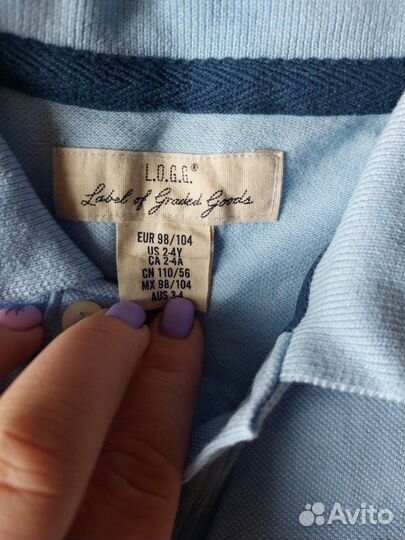 L.O.G.G.®
Label of Graded Goods
EUR 98/104
US 2-4Y
CA 2-4A
CN 110/56
MX 98/104
AUS 3-4
Avito